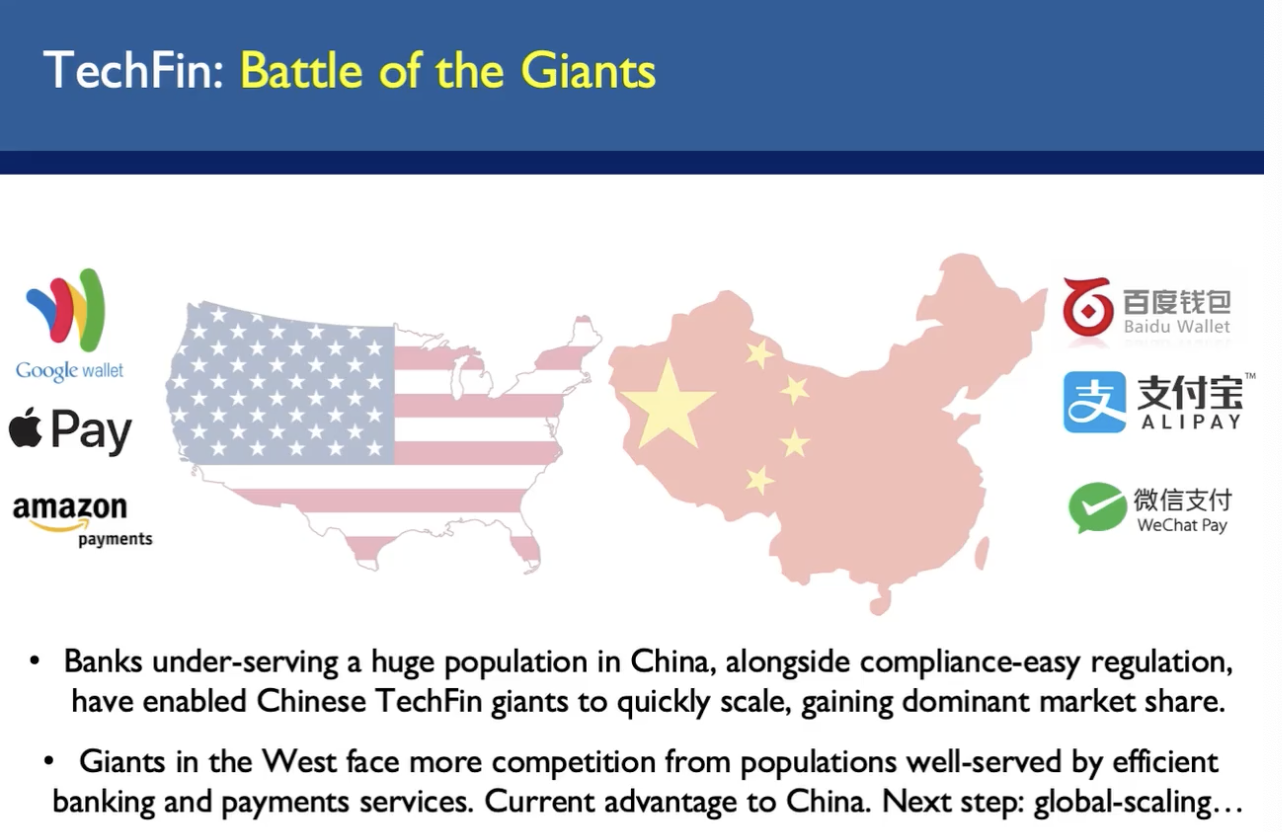 TechFin: Battle of the Giants
Google wallet
Pay
amazon
payments
百度钱包
Baidu Wallet
支付宝™
ALIPAY
微信支付
WeChat Pay
• Banks under-serving a huge population in China, alongside compliance-easy regulation,
have enabled Chinese TechFin giants to quickly scale, gaining dominant market share.
• Giants in the West face more competition from populations well-served by efficient
banking and payments services. Current advantage to China. Next step: global-scaling…